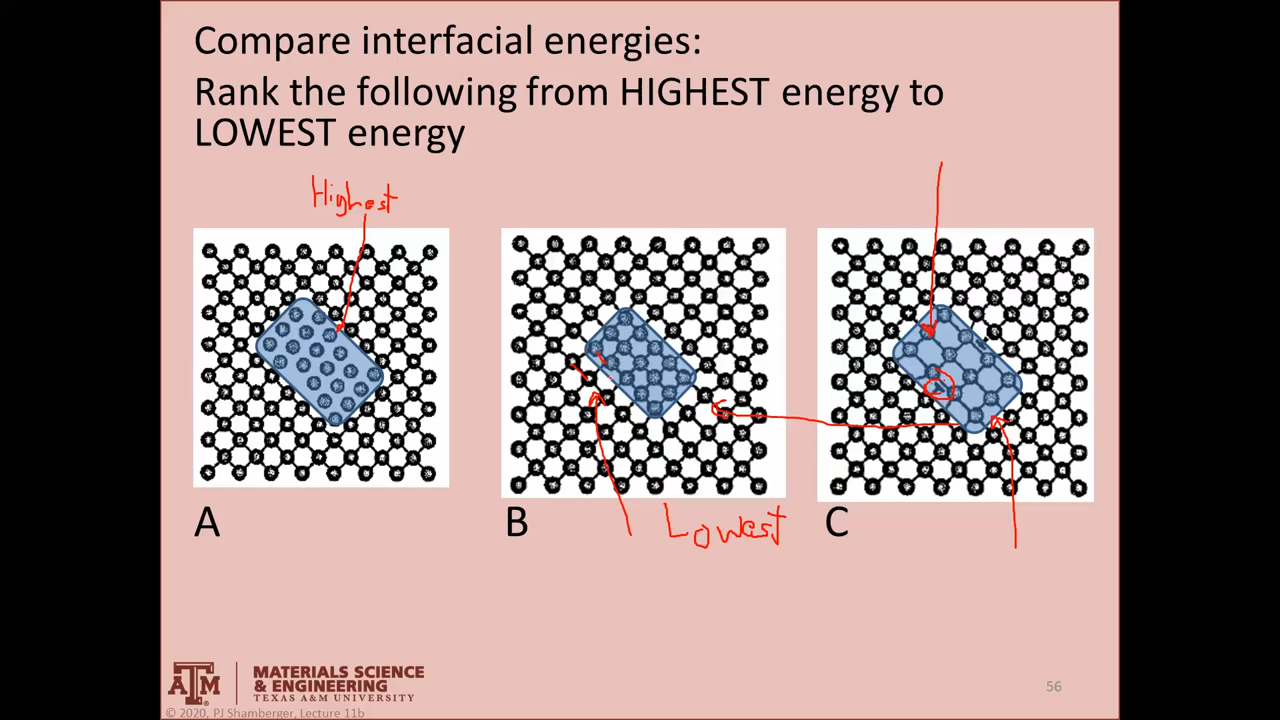 Compare interfacial energies:
Rank the following from HIGHEST energy to
LOWEST energy
Highest
A
B
Lowest
C
ATM
MATERIALS SCIENCE
& ENGINEERING
TEXAS A&M UNIVERSITY
56
© 2020, PJ Shamberger, Lecture 11b